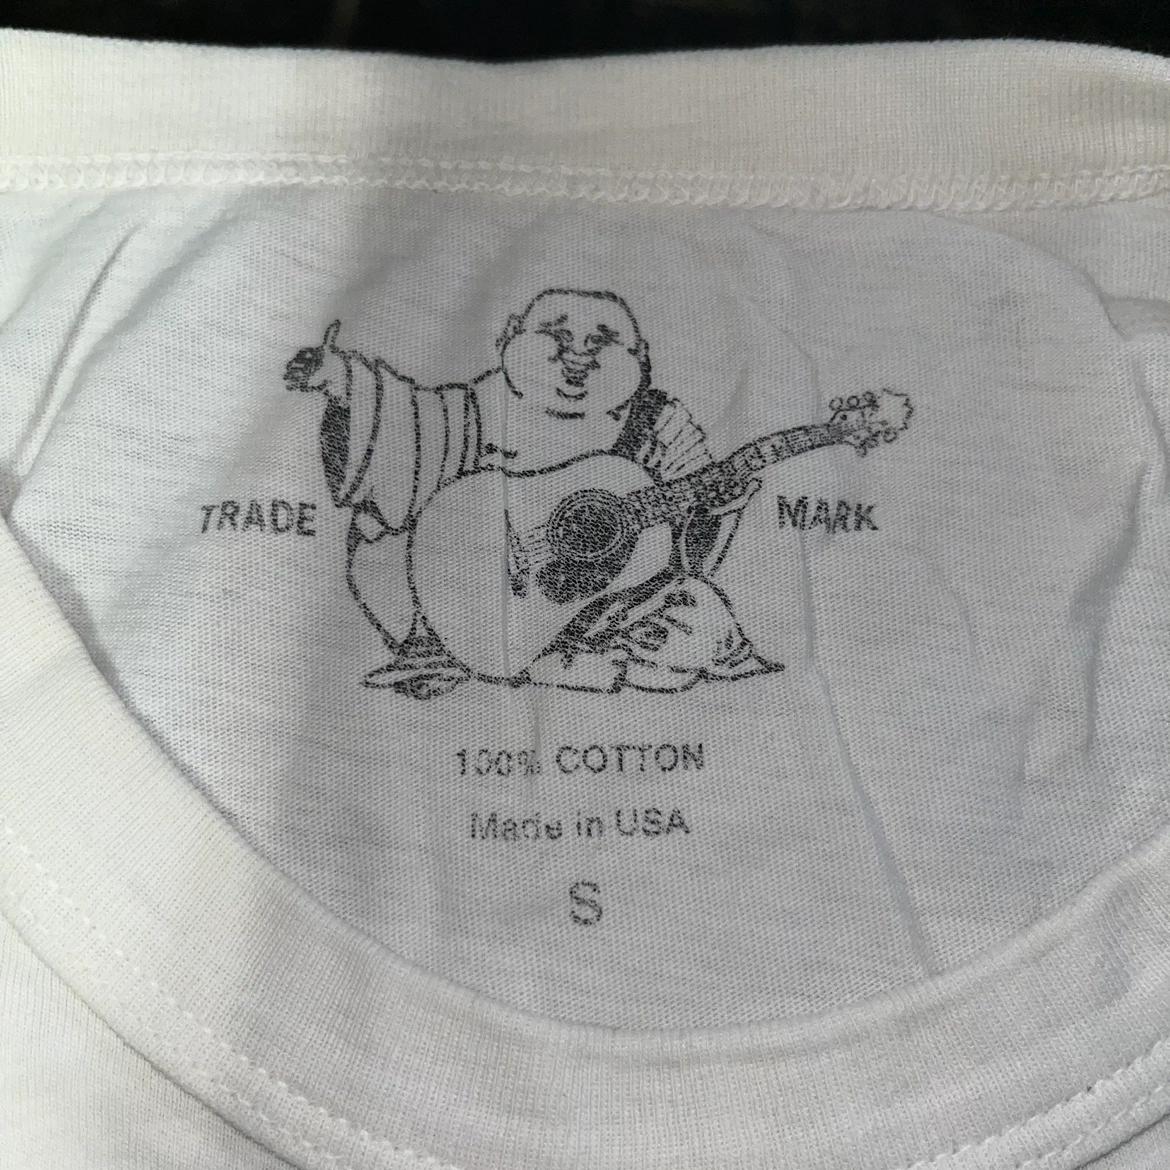 TRADE MARK
100% COTTON
Made in USA
S